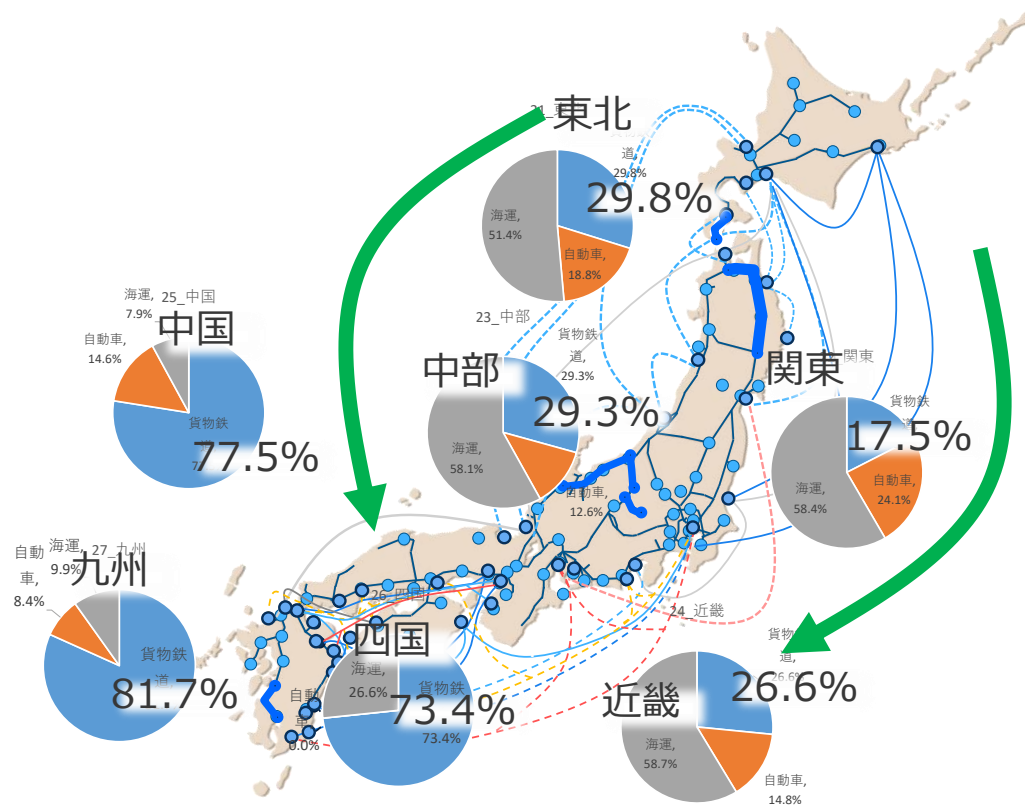 東北
道,
29.8%
29.8%
海運,
51.4%
自動車,
18.8%
海運,
7.9%
25_中国
中国
自動車,
14.6%
貨物鉄
77.5%
23_中部
中部
貨物鉄
道,
29.3%
29.3%
海運,
58.1%
自動車,
12.6%
関東
関東
貨物鉄
17.5%
自動車,
24.1%
海運,
58.4%
海運,
9.9%
27_九州
九州
自動
車,
8.4%
貨物鉄
道,
81.7%
26_四国
四国
海運,
26.6%
貨物鉄
73.4%
73.4%
自動
車,
0.0%
24_近畿
近畿
貨物鉄
道,
26.6%
26.6%
海運,
58.7%
自動車,
14.8%